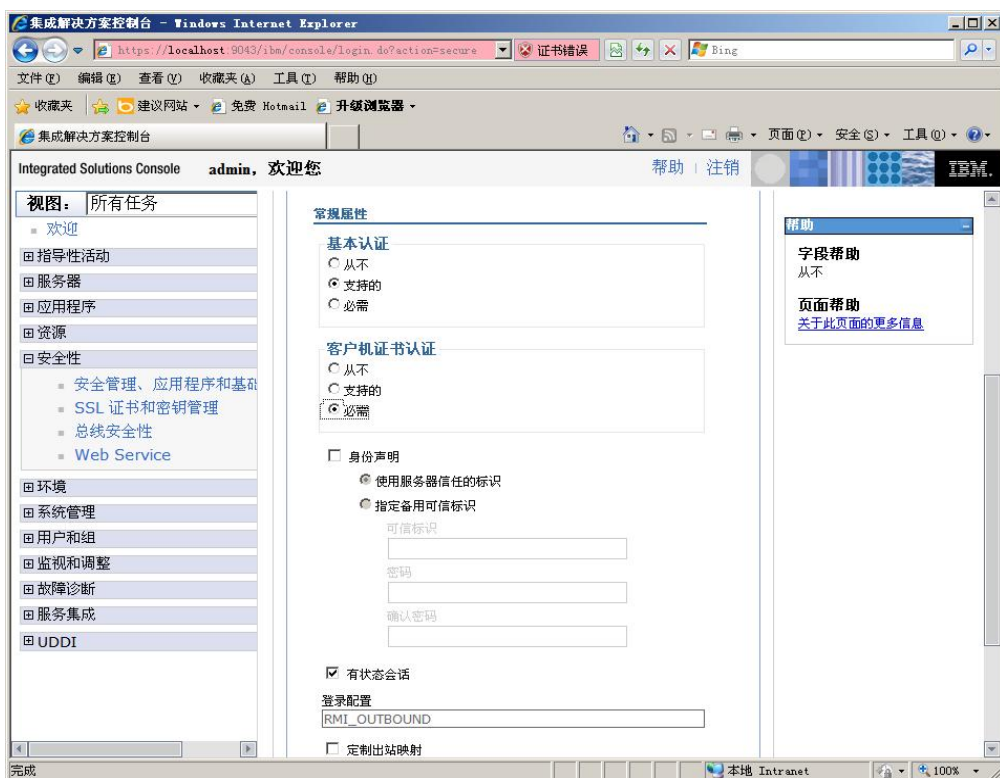 集成解决方案控制台 - Windows Internet Explorer
https://localhost:9043/ibm/console/login.do?action=secure 证书错误 Bing
文件(F) 编辑(E) 查看(V) 收藏夹(A) 工具(T) 帮助(H)
收藏夹 建议网站 免费 Hotmail 升级浏览器
集成解决方案控制台 页面(P) 安全(S) 工具(O)
Integrated Solutions Console admin, 欢迎您 帮助 注销 IBM.
视图: 所有任务
欢迎
指导性活动
服务器
应用程序
资源
安全性
安全管理、应用程序和基础
SSL 证书和密钥管理
总线安全性
Web Service
环境
系统管理
用户和组
监视和调整
故障诊断
服务集成
UDDI
常规属性
基本认证
从不
支持的
必需
客户机证书认证
从不
支持的
必需
身份声明
使用服务器信任的标识
指定备用可信标识
可信标识
密码
确认密码
有状态会话
登录配置
RMI_OUTBOUND
定制出站映射
帮助
字段帮助
从不
页面帮助
关于此页面的更多信息
完成 本地 Intranet 100%